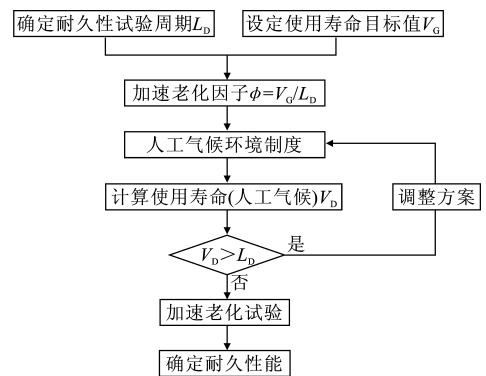 确定耐久性试验周期L_D
设定使用寿命目标值V_G
加速老化因子ϕ=V_G/L_D
人工气候环境制度
计算使用寿命(人工气候)V_D
调整方案
V_D＞L_D
是
否
加速老化试验
确定耐久性能